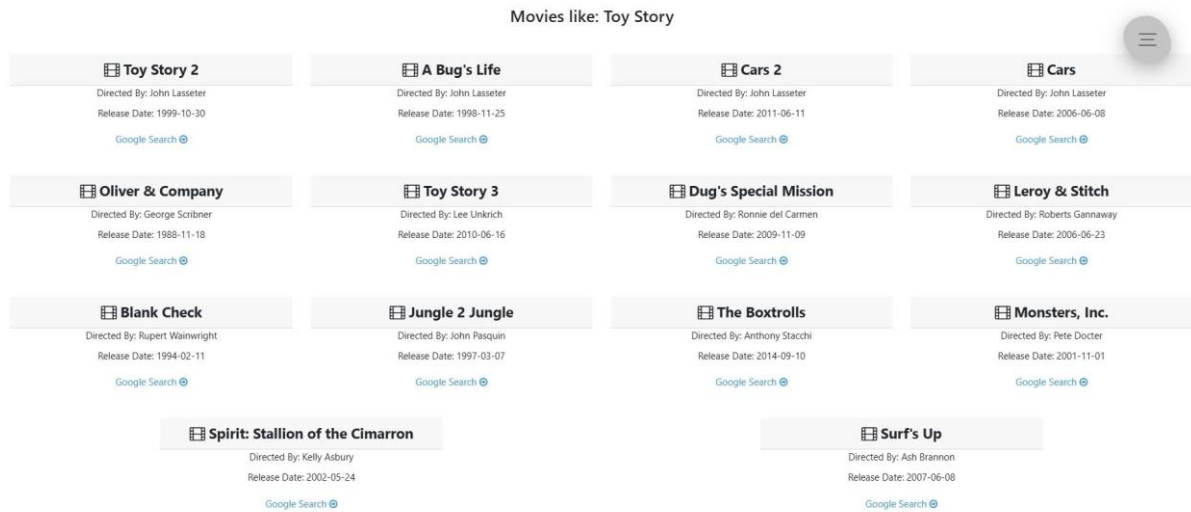 Movies like: Toy Story
Toy Story 2
Directed By: John Lasseter
Release Date: 1999-10-30
Google Search
A Bug's Life
Directed By: John Lasseter
Release Date: 1998-11-25
Google Search
Cars 2
Directed By: John Lasseter
Release Date: 2011-06-11
Google Search
Cars
Directed By: John Lasseter
Release Date: 2006-06-08
Google Search
Oliver & Company
Directed By: George Scribner
Release Date: 1988-11-18
Google Search
Toy Story 3
Directed By: Lee Unkrich
Release Date: 2010-06-16
Google Search
Dug's Special Mission
Directed By: Ronnie del Carmen
Release Date: 2009-11-09
Google Search
Leroy & Stitch
Directed By: Roberts Gannaway
Release Date: 2006-06-23
Google Search
Blank Check
Directed By: Rupert Wainwright
Release Date: 1994-02-11
Google Search
Jungle 2 Jungle
Directed By: John Pasquin
Release Date: 1997-03-07
Google Search
The Boxtrolls
Directed By: Anthony Stacchi
Release Date: 2014-09-10
Google Search
Monsters, Inc.
Directed By: Pete Docter
Release Date: 2001-11-01
Google Search
Spirit: Stallion of the Cimarron
Directed By: Kelly Asbury
Release Date: 2002-05-24
Google Search
Surf's Up
Directed By: Ash Brannon
Release Date: 2007-06-08
Google Search